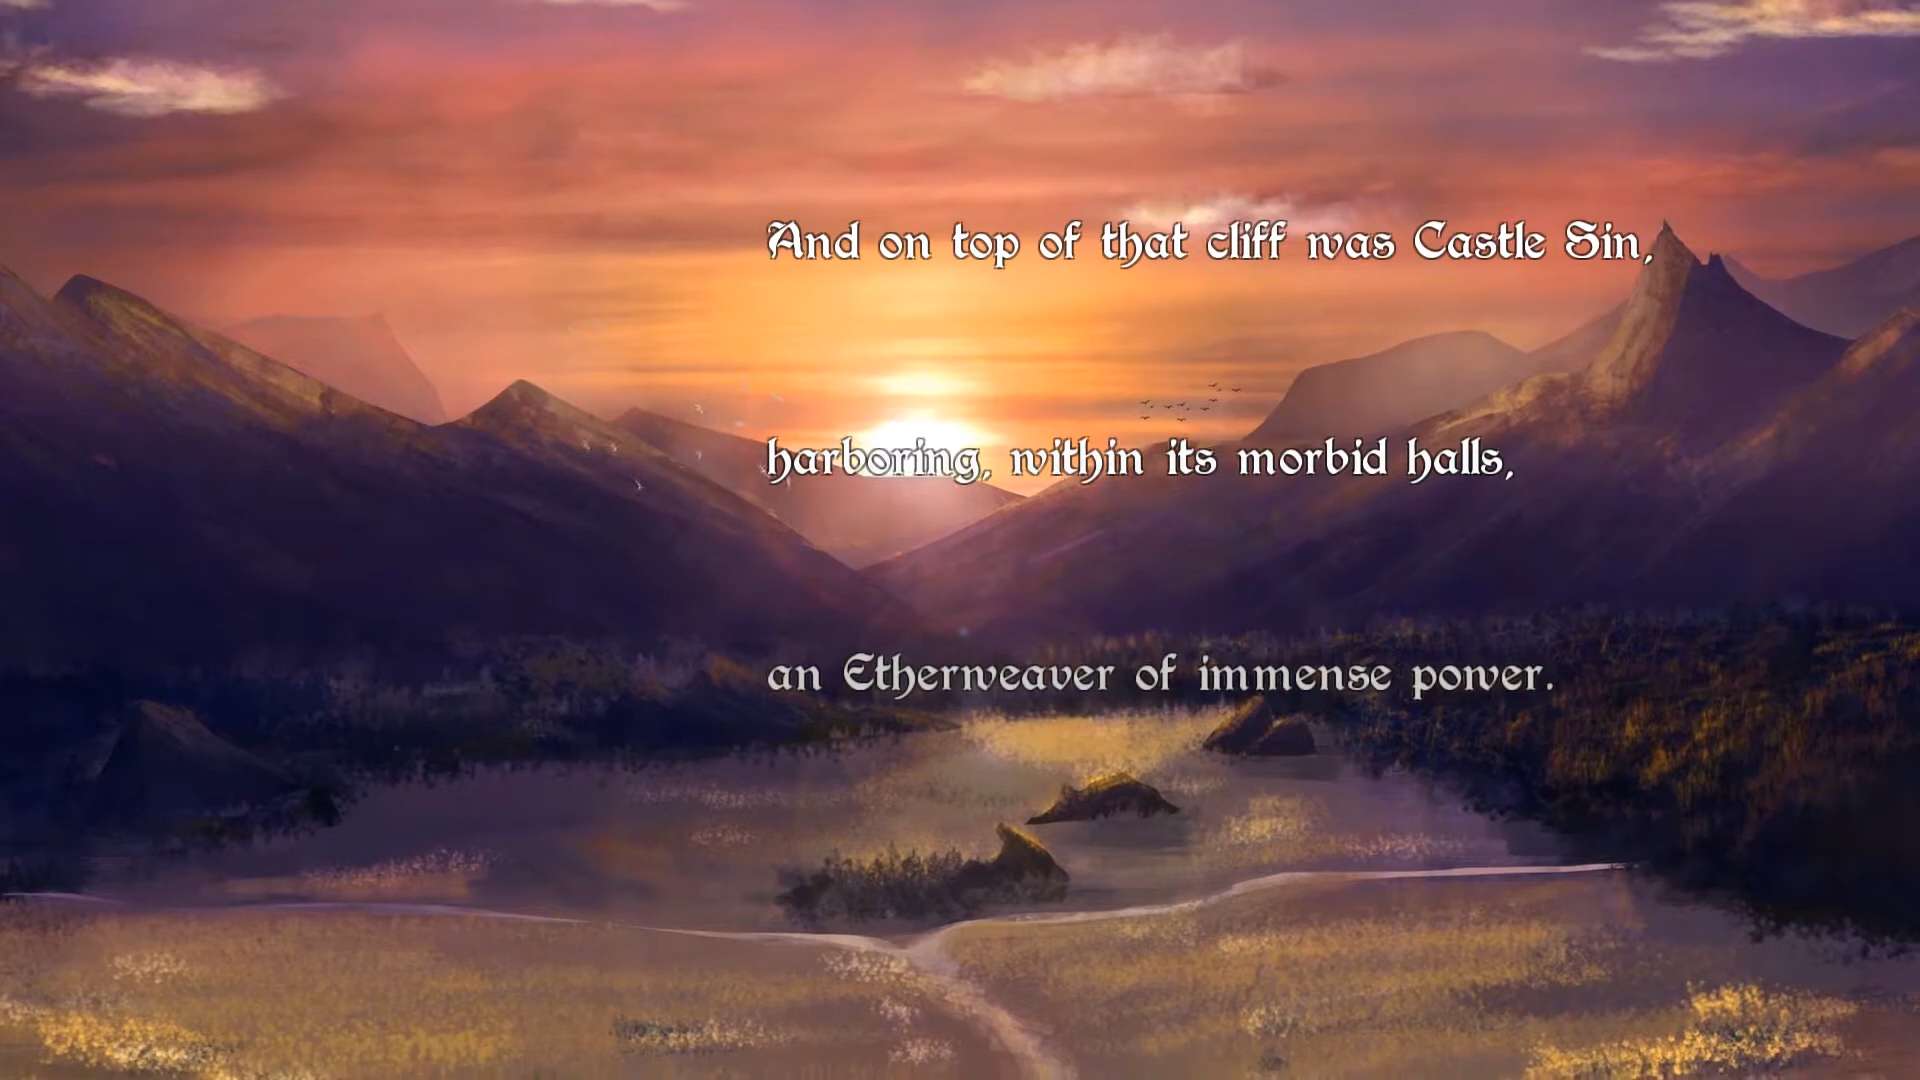 And on top of that cliff was Castle Sin,
harboring, within its morbid halls,
an Etherweaver of immense power.